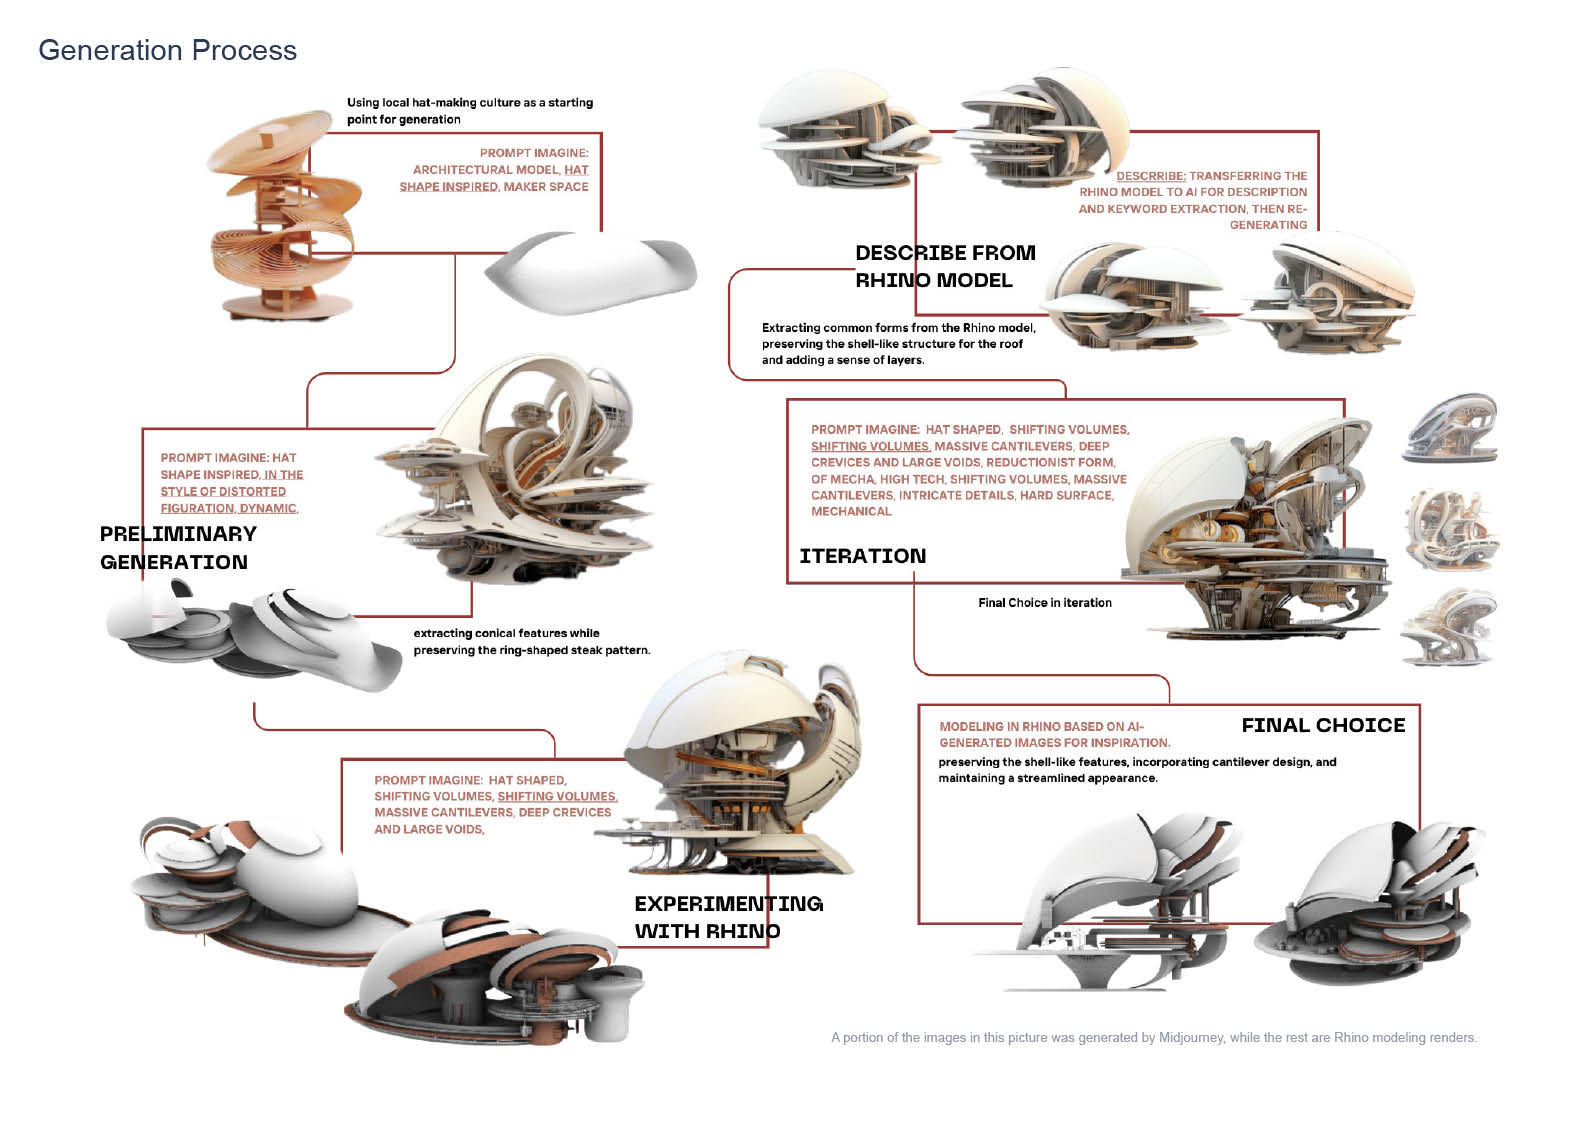 Generation Process
Using local hat-making culture as a starting
point for generation
PROMPT IMAGINE:
ARCHITECTURAL MODEL, HAT
SHAPE INSPIRED, MAKER SPACE
PROMPT IMAGINE: HAT
SHAPE INSPIRED, IN THE
STYLE OF DISTORTED
FIGURATION, DYNAMIC.
PRELIMINARY
GENERATION
extracting conical features while
preserving the ring-shaped steak pattern.
PROMPT IMAGINE: HAT SHAPED,
SHIFTING VOLUMES, SHIFTING VOLUMES,
MASSIVE CANTILEVERS, DEEP CREVICES
AND LARGE VOIDS,
EXPERIMENTING
WITH RHINO
DESCRRIBE: TRANSFERRING THE
RHINO MODEL TO AI FOR DESCRIPTION
AND KEYWORD EXTRACTION, THEN RE-
GENERATING
DESCRIBE FROM
RHINO MODEL
Extracting common forms from the Rhino model,
preserving the shell-like structure for the roof
and adding a sense of layers.
PROMPT IMAGINE: HAT SHAPED, SHIFTING VOLUMES,
SHIFTING VOLUMES, MASSIVE CANTILEVERS, DEEP
CREVICES AND LARGE VOIDS, REDUCTIONIST FORM,
OF MECHA, HIGH TECH, SHIFTING VOLUMES, MASSIVE
CANTILEVERS, INTRICATE DETAILS, HARD SURFACE,
MECHANICAL
ITERATION
Final Choice in iteration
MODELING IN RHINO BASED ON AI-
GENERATED IMAGES FOR INSPIRATION.
FINAL CHOICE
preserving the shell-like features, incorporating cantilever design, and
maintaining a streamlined appearance.
A portion of the images in this picture was generated by Midjourney, while the rest are Rhino modeling renders.